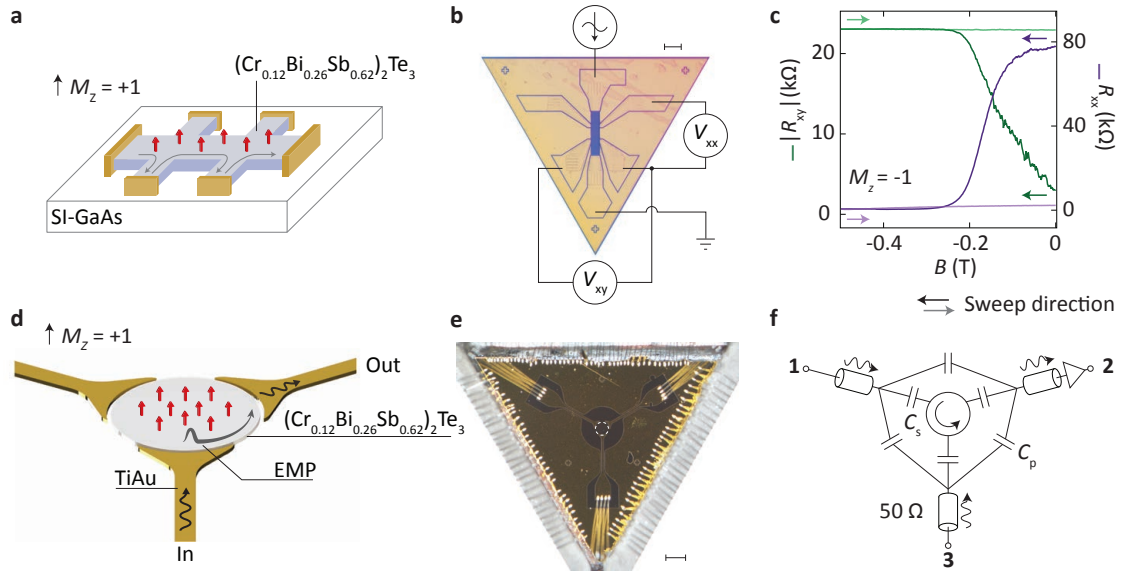 a
↑ M_Z = +1
(Cr_0.12Bi_0.26Sb_0.62)_2Te_3
SI-GaAs
b
V_xx
V_xy
c
|R_xy| (kΩ)
20
10
0
R_xx (kΩ)
80
40
0
M_z = -1
-0.4
-0.2
0
B (T)
Sweep direction
d
↑ M_Z = +1
Out
(Cr_0.12Bi_0.26Sb_0.62)_2Te_3
EMP
TiAu
In
e
f
1
2
C_s
C_p
50 Ω
3